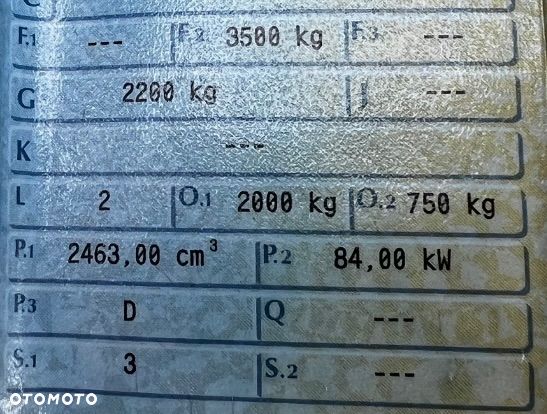 F.1 --- F.2 3500 kg F.3 ---
G 2200 kg J ---
K ---
L 2 O.1 2000 kg O.2 750 kg
P.1 2463,00 cm³ P.2 84,00 kW
P.3 D Q ---
S.1 3 S.2 ---
OTOMOTO